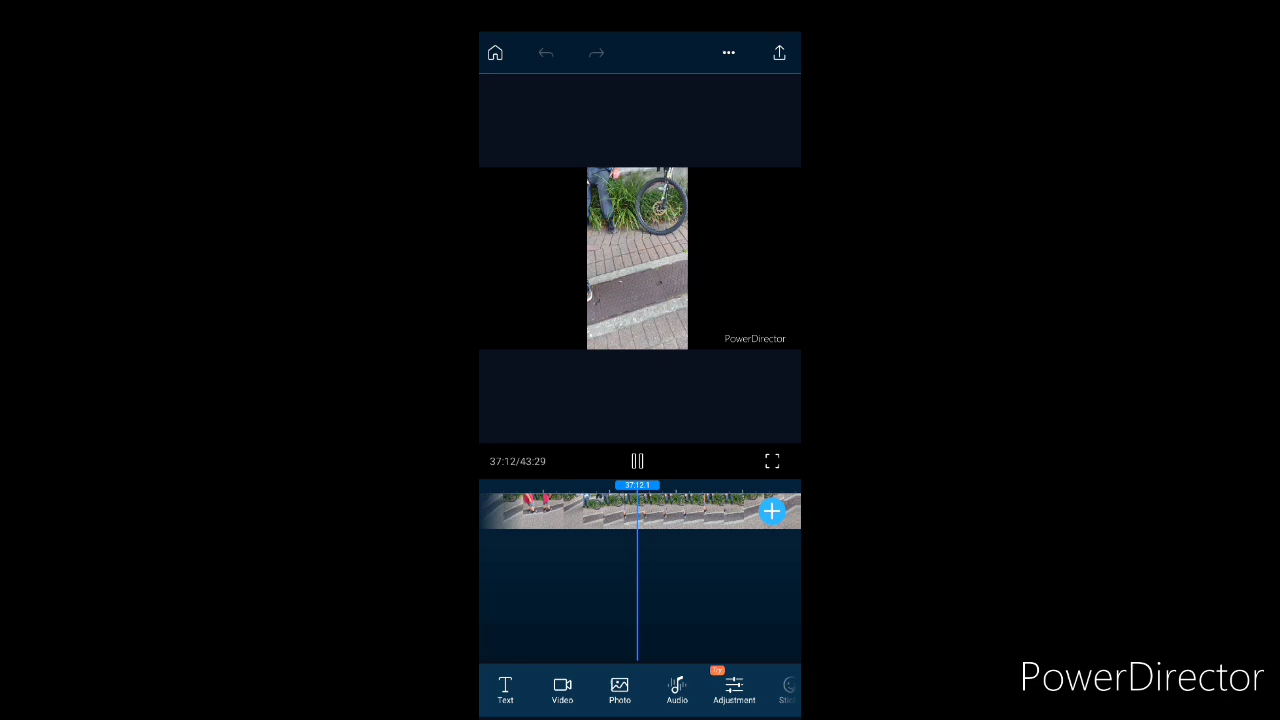 PowerDirector
37:12/43:29
37:12.1
Try
Text
Video
Photo
Audio
Adjustment
PowerDirector